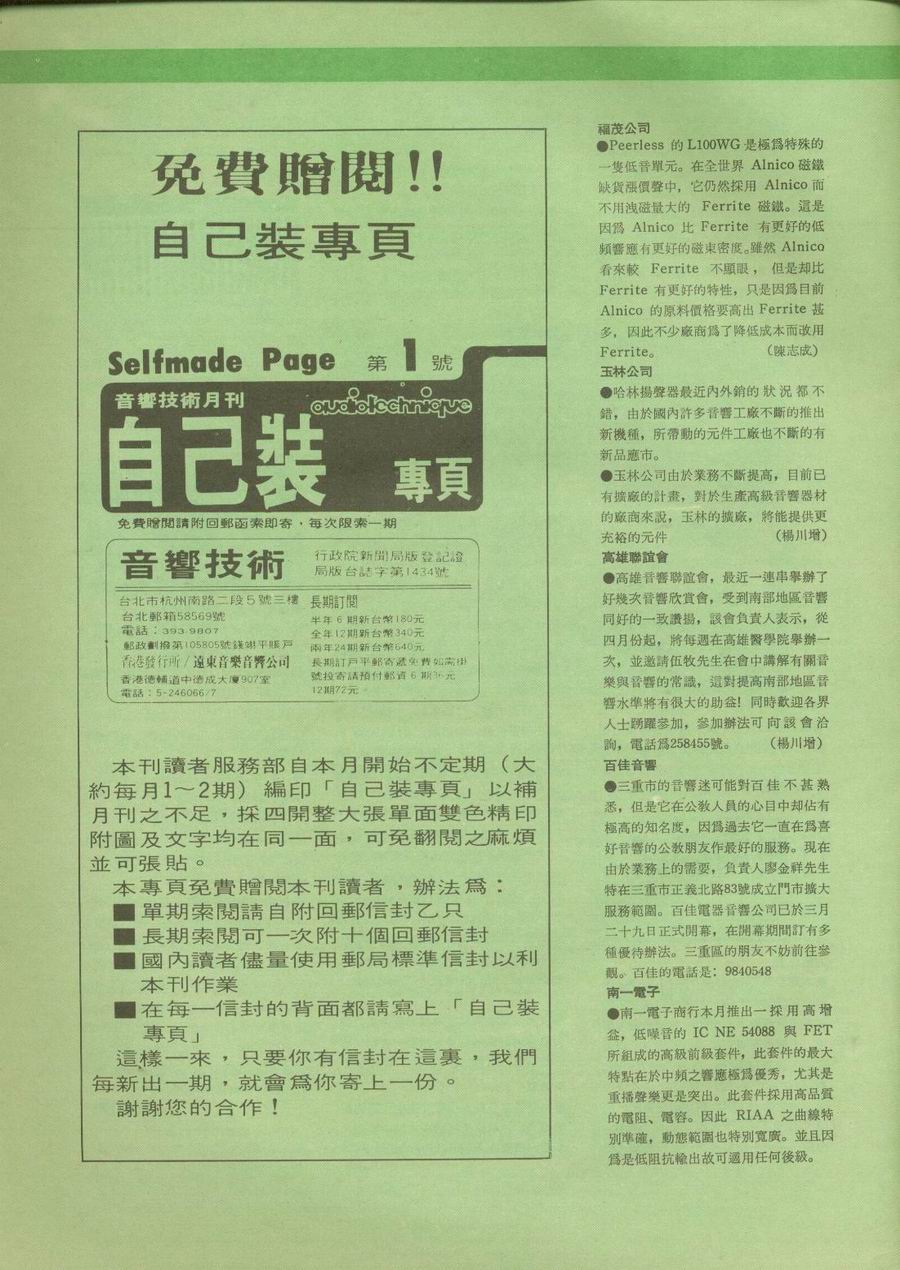 免費贈閱!!
自己裝專頁
Selfmade Page 第1號
音響技術月刊
audiotechnique
自己裝
專頁
免費贈閱請附回郵函索即寄，每次限索一期
音響技術
行政院新聞局版登記證
局版台誌字第1434號
台北市杭州南路二段5號三樓
台北郵箱58569號
電話：393-9807
郵政劃撥第105805號錢翊平賬戶
香港發行所／遠東音樂音響公司
香港德輔道中德成大廈907室
電話：5-246066/7
長期訂閱
半年6期新台幣180元
全年12期新台幣340元
兩年24期新台幣640元
長期訂戶平郵寄遞免費如需掛
號投寄請預付郵資6期36元
12期72元。
本刊讀者服務部自本月開始不定期（大
約每月1～2期）編印「自己裝專頁」以補
月刊之不足，採四開整大張單面雙色精印
附圖及文字均在同一面，可免翻閱之麻煩
並可張貼。
本專頁免費贈閱本刊讀者，辦法爲：
■單期索閱請自附回郵信封乙只
■長期索閱可一次附十個回郵信封
■國內讀者儘量使用郵局標準信封以利
本刊作業
■在每一信封的背面都請寫上「自己裝
專頁」
這樣一來，只要你有信封在這裏，我們
每新出一期，就會爲你寄上一份。
謝謝您的合作！
福茂公司
●Peerless 的 L100WG 是極爲特殊的
一隻低音單元。在全世界 Alnico 磁鐵
缺貨漲價聲中，它仍然採用 Alnico 而
不用洩磁量大的 Ferrite 磁鐵。這是
因爲 Alnico 比 Ferrite 有更好的低
頻響應有更好的磁束密度。雖然 Alnico
看來較 Ferrite 不顯眼，但是却比
Ferrite 有更好的特性，只是因爲目前
Alnico 的原料價格要高出 Ferrite 甚
多，因此不少廠商爲了降低成本而改用
Ferrite。（陳志成）
玉林公司
●哈林揚聲器最近內外銷的狀況都不
錯，由於國內許多音響工廠不斷的推出
新機種，所帶動的元件工廠也不斷的有
新品應市。
●玉林公司由於業務不斷提高，目前已
有擴廠的計畫，對於生產高級音響器材
的廠商來說，玉林的擴廠，將能提供更
充裕的元件（楊川增）
高雄聯誼會
●高雄音響聯誼會，最近一連串舉辦了
好幾次音響欣賞會，受到南部地區音響
同好的一致讚揚，該會負責人表示，從
四月份起，將每週在高雄醫學院舉辦一
次，並邀請伍牧先生在會中講解有關音
樂與音響的常識，這對提高南部地區音
響水準將有很大的助益！同時歡迎各界
人士踴躍參加，參加辦法可向該會洽
詢，電話爲258455號。（楊川增）
百佳音響
●三重市的音響迷可能對百佳不甚熟
悉，但是它在公教人員的心目中却佔有
極高的知名度，因爲過去它一直在爲喜
好音響的公教朋友作最好的服務。現在
由於業務上的需要，負責人廖金祥先生
特在三重市正義北路83號成立門市擴大
服務範圍。百佳電器音響公司已於三月
二十九日正式開幕，在開幕期間訂有多
種優待辦法。三重區的朋友不妨前往參
觀。百佳的電話是：9840548
南一電子
●南一電子商行本月推出一採用高增
益，低噪音的 IC NE 54088 與 FET
所組成的高級前級套件，此套件的最大
特點在於中頻之響應極爲優秀，尤其是
重播聲樂更是突出。此套件採用高品質
的電阻、電容。因此 RIAA 之曲線特
別準確，動態範圍也特別寬廣。並且因
爲是低阻抗輸出故可適用任何後級。